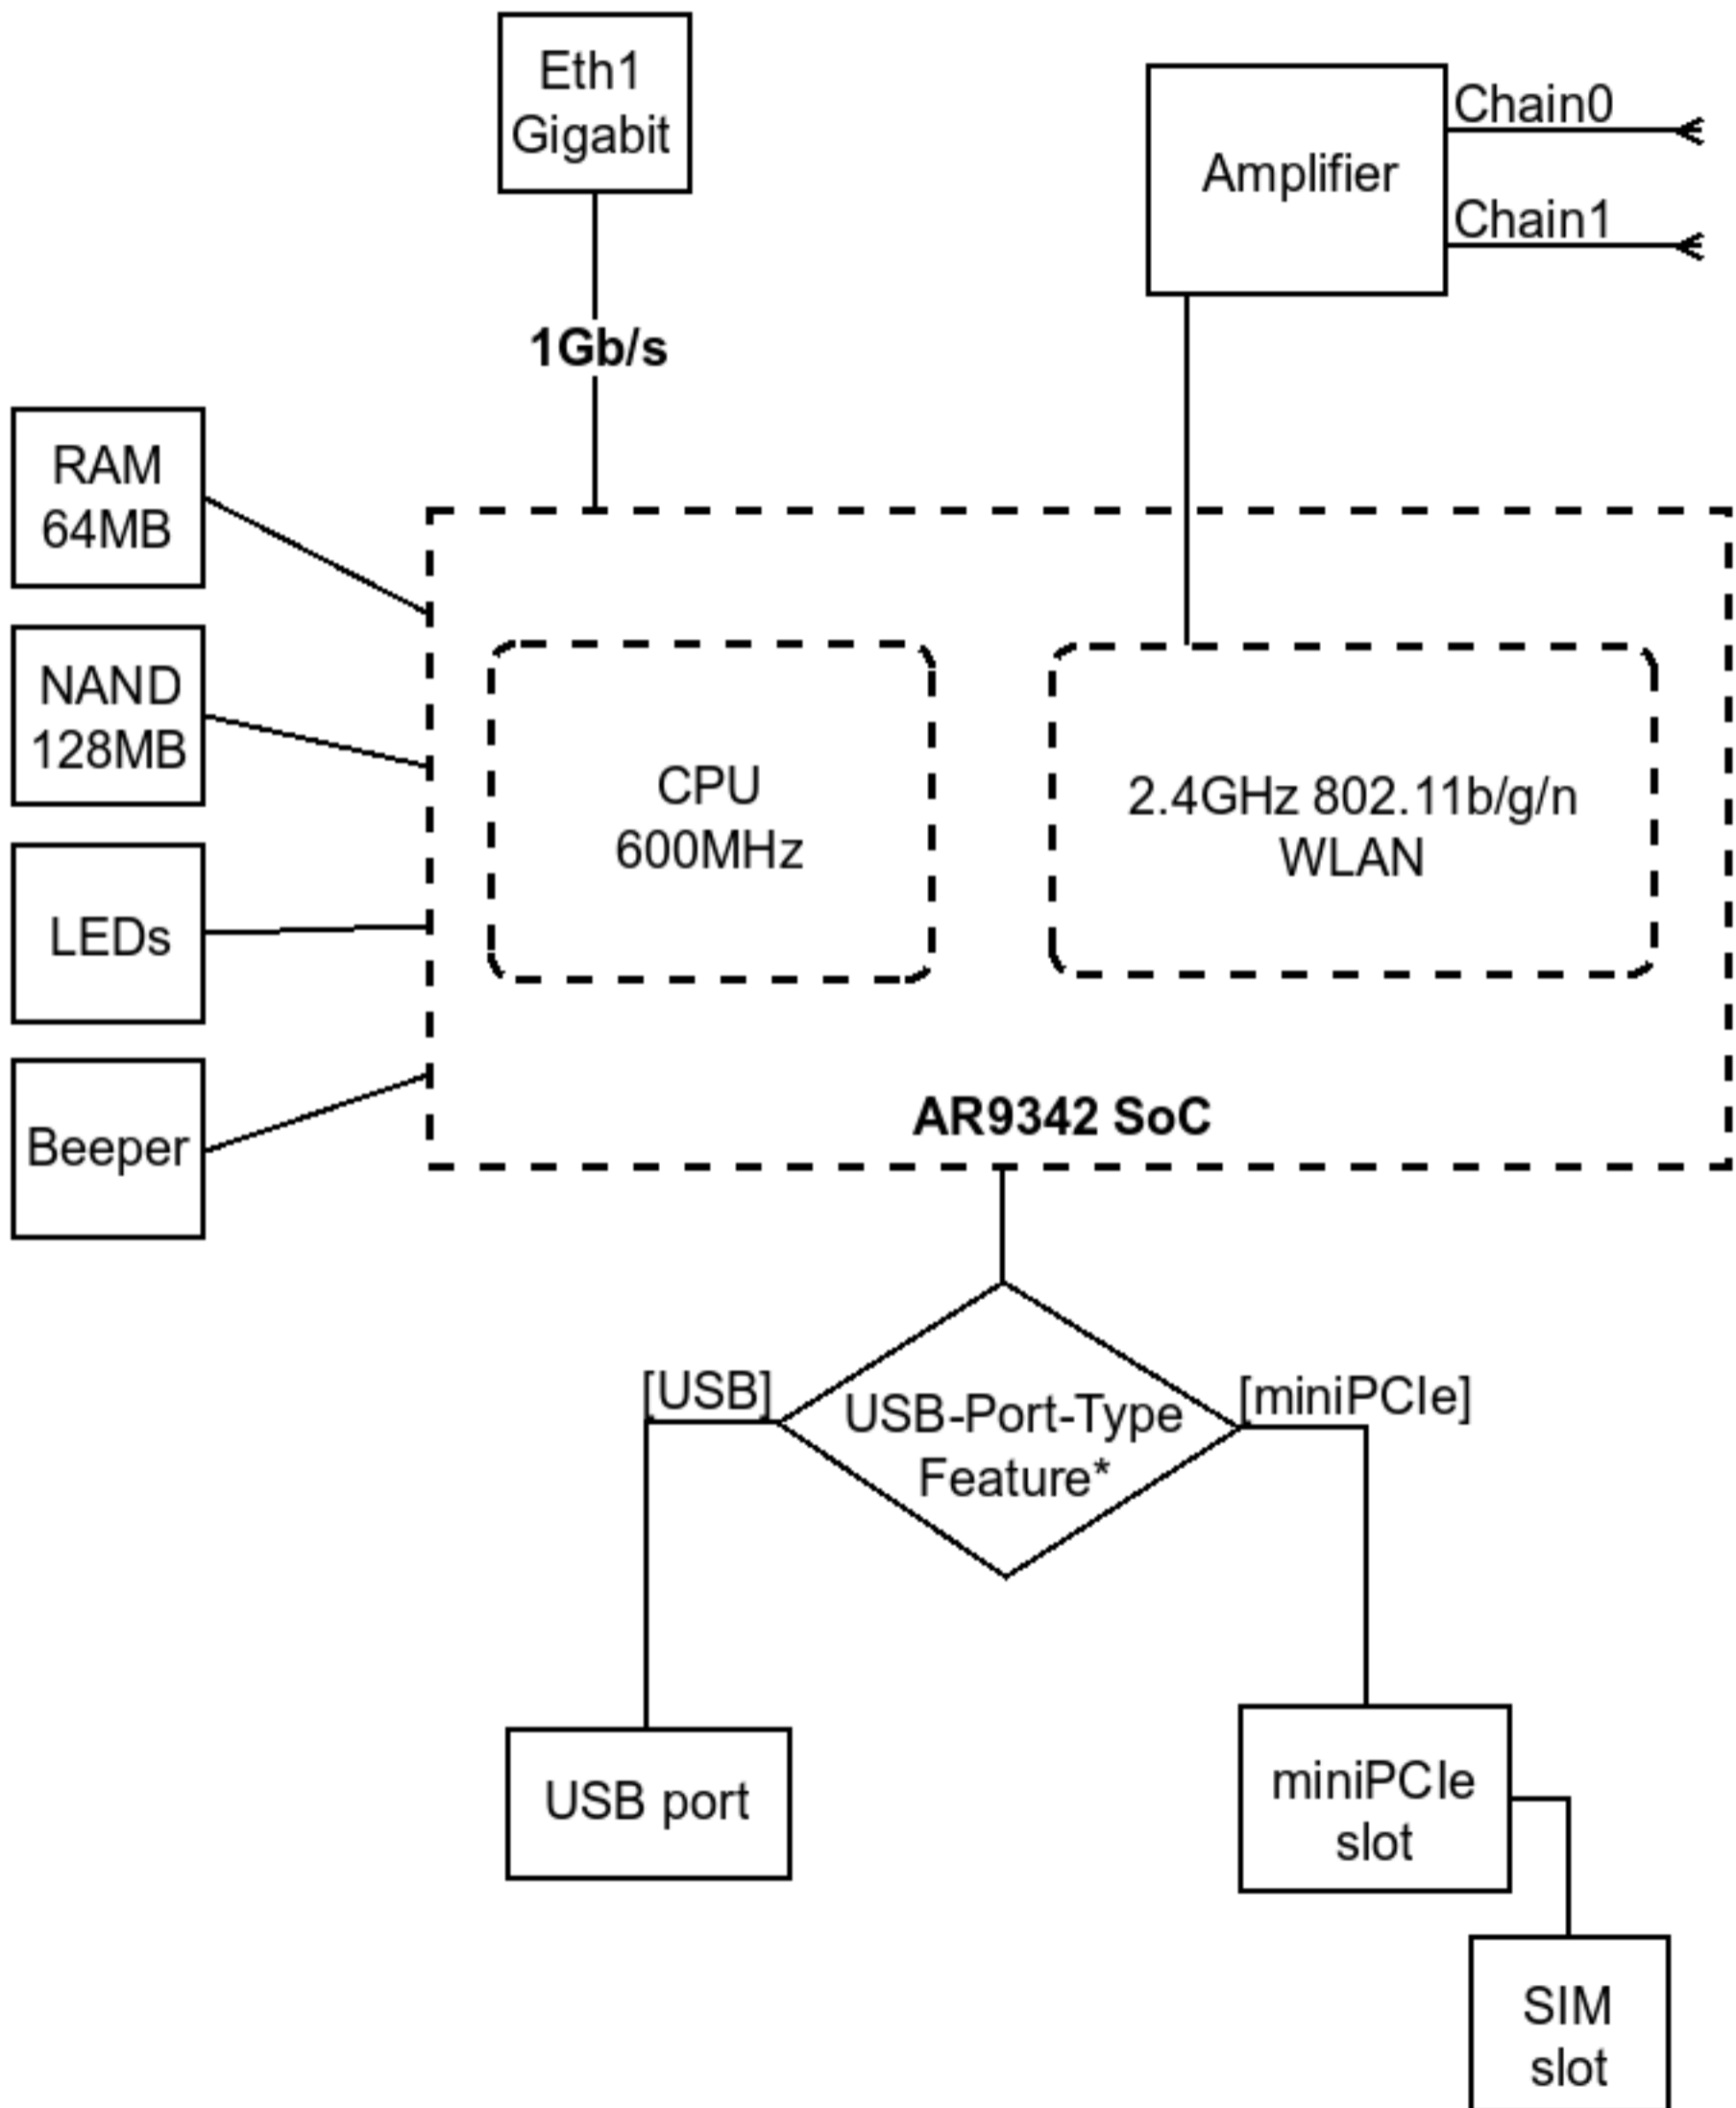 Eth1
Gigabit
Amplifier
Chain0
Chain1
1Gb/s
RAM
64MB
NAND
128MB
LEDs
Beeper
CPU
600MHz
2.4GHz 802.11b/g/n
WLAN
AR9342 SoC
[USB]
USB-Port-Type
Feature*
[miniPCIe]
USB port
miniPCIe
slot
SIM
slot